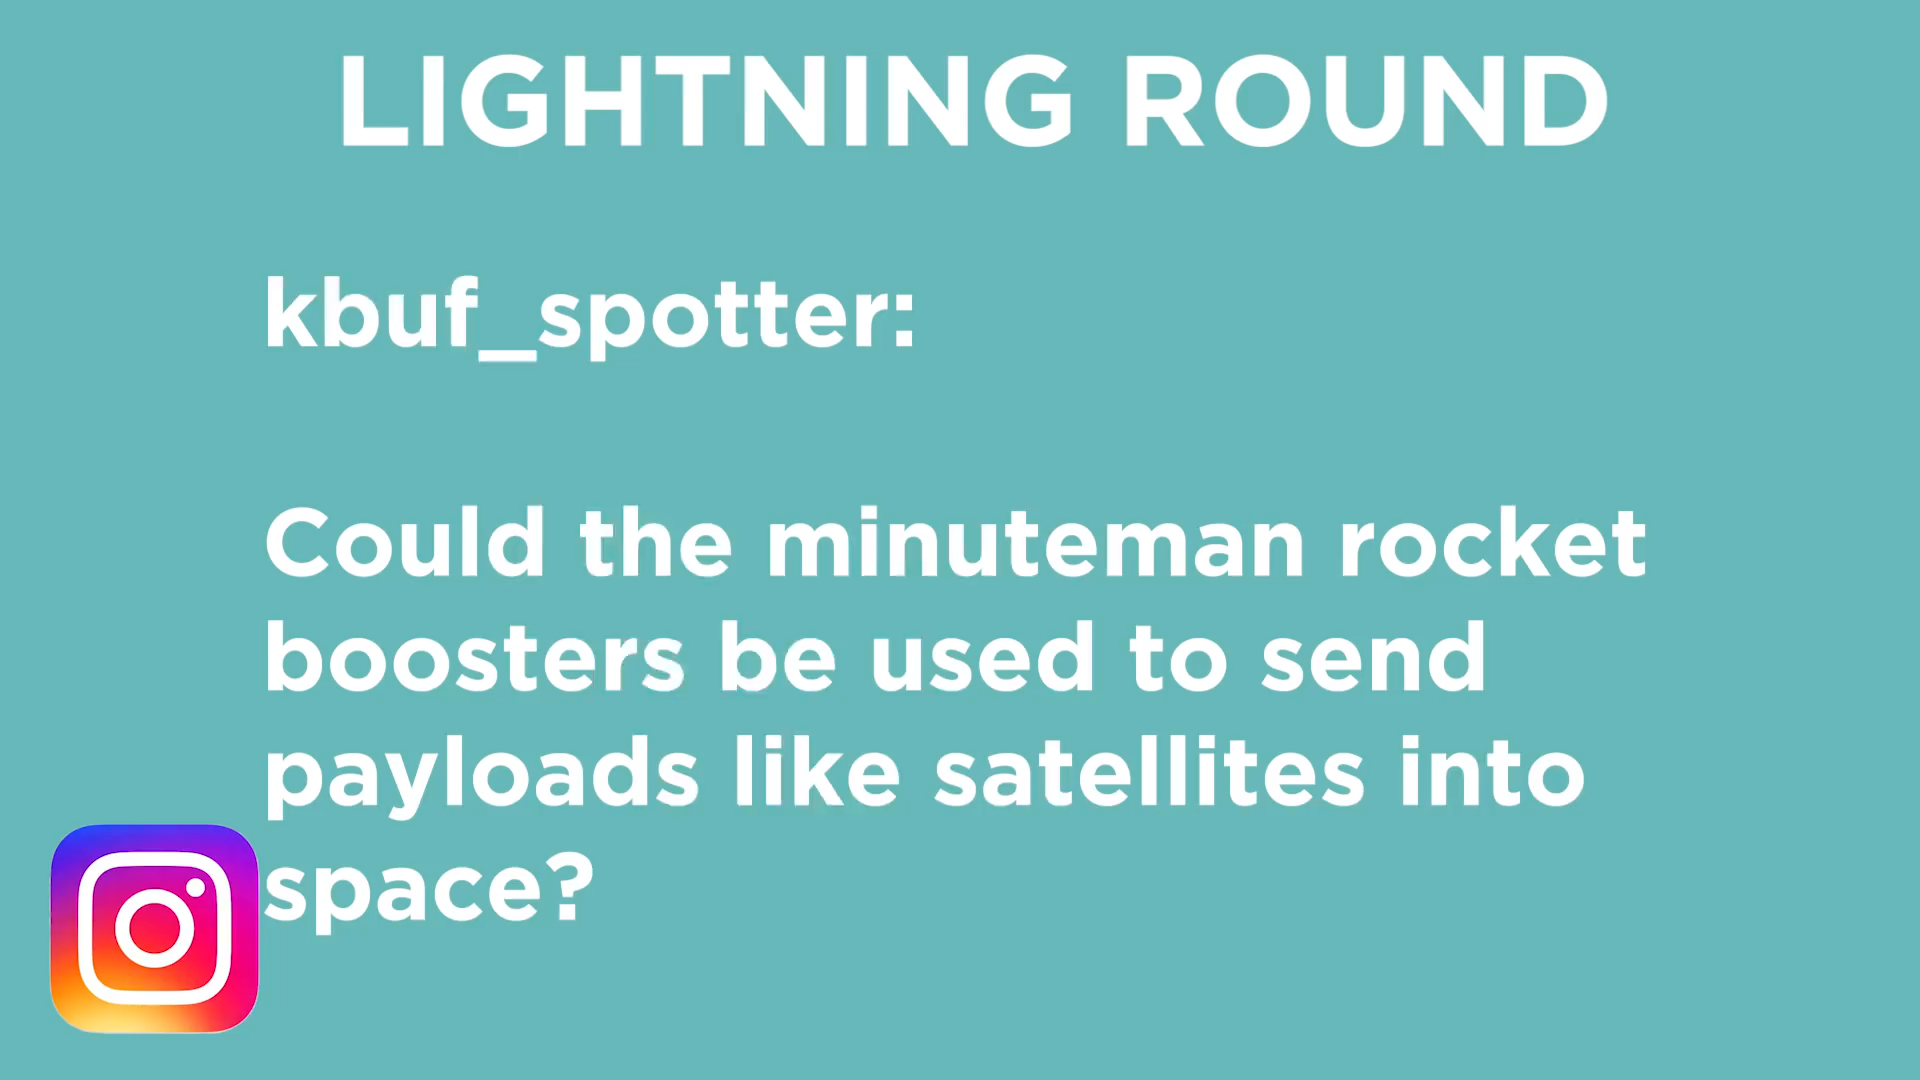 LIGHTNING ROUND
kbuf_spotter:
Could the minuteman rocket
boosters be used to send
payloads like satellites into
space?